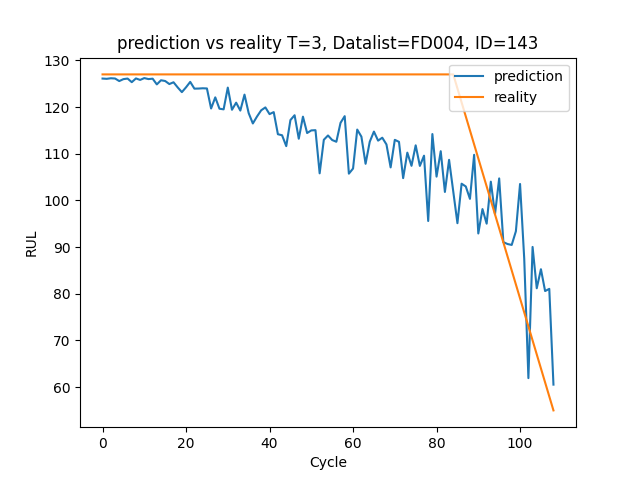 prediction vs reality T=3, Datalist=FD004, ID=143
prediction
reality
130
120
110
100
90
80
70
60
RUL
0 20 40 60 80 100
Cycle